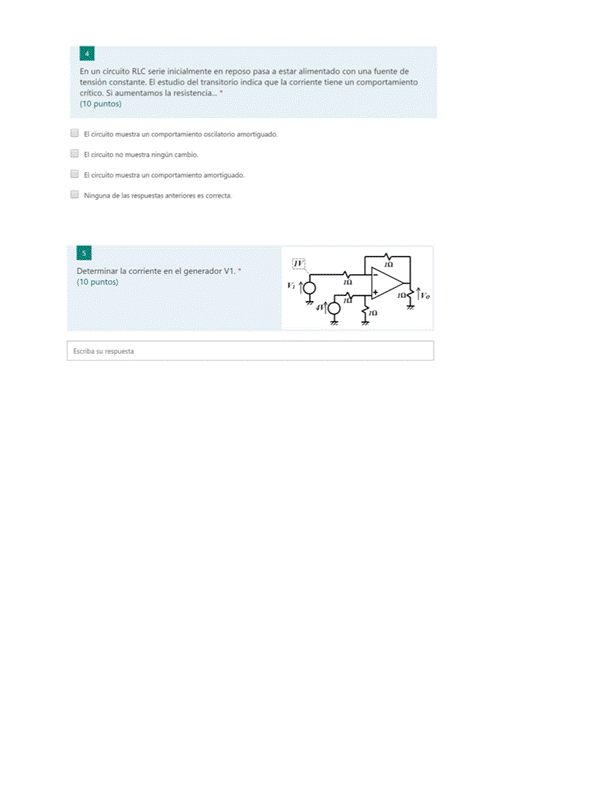 4
En un circuito RLC serie inicialmente en reposo pasa a estar alimentado con una fuente de
tensión constante. El estudio del transitorio indica que la corriente tiene un comportamiento
crítico. Si aumentamos la resistencia... *
(10 puntos)
El circuito muestra un comportamiento oscilatorio amortiguado.
El circuito no muestra ningún cambio.
El circuito muestra un comportamiento amortiguado.
Ninguna de las respuestas anteriores es correcta.
5
Determinar la corriente en el generador V1. *
(10 puntos)
1V
1Ω
1Ω
V1
1Ω
4V
1Ω
1Ω
Vo
Escriba su respuesta